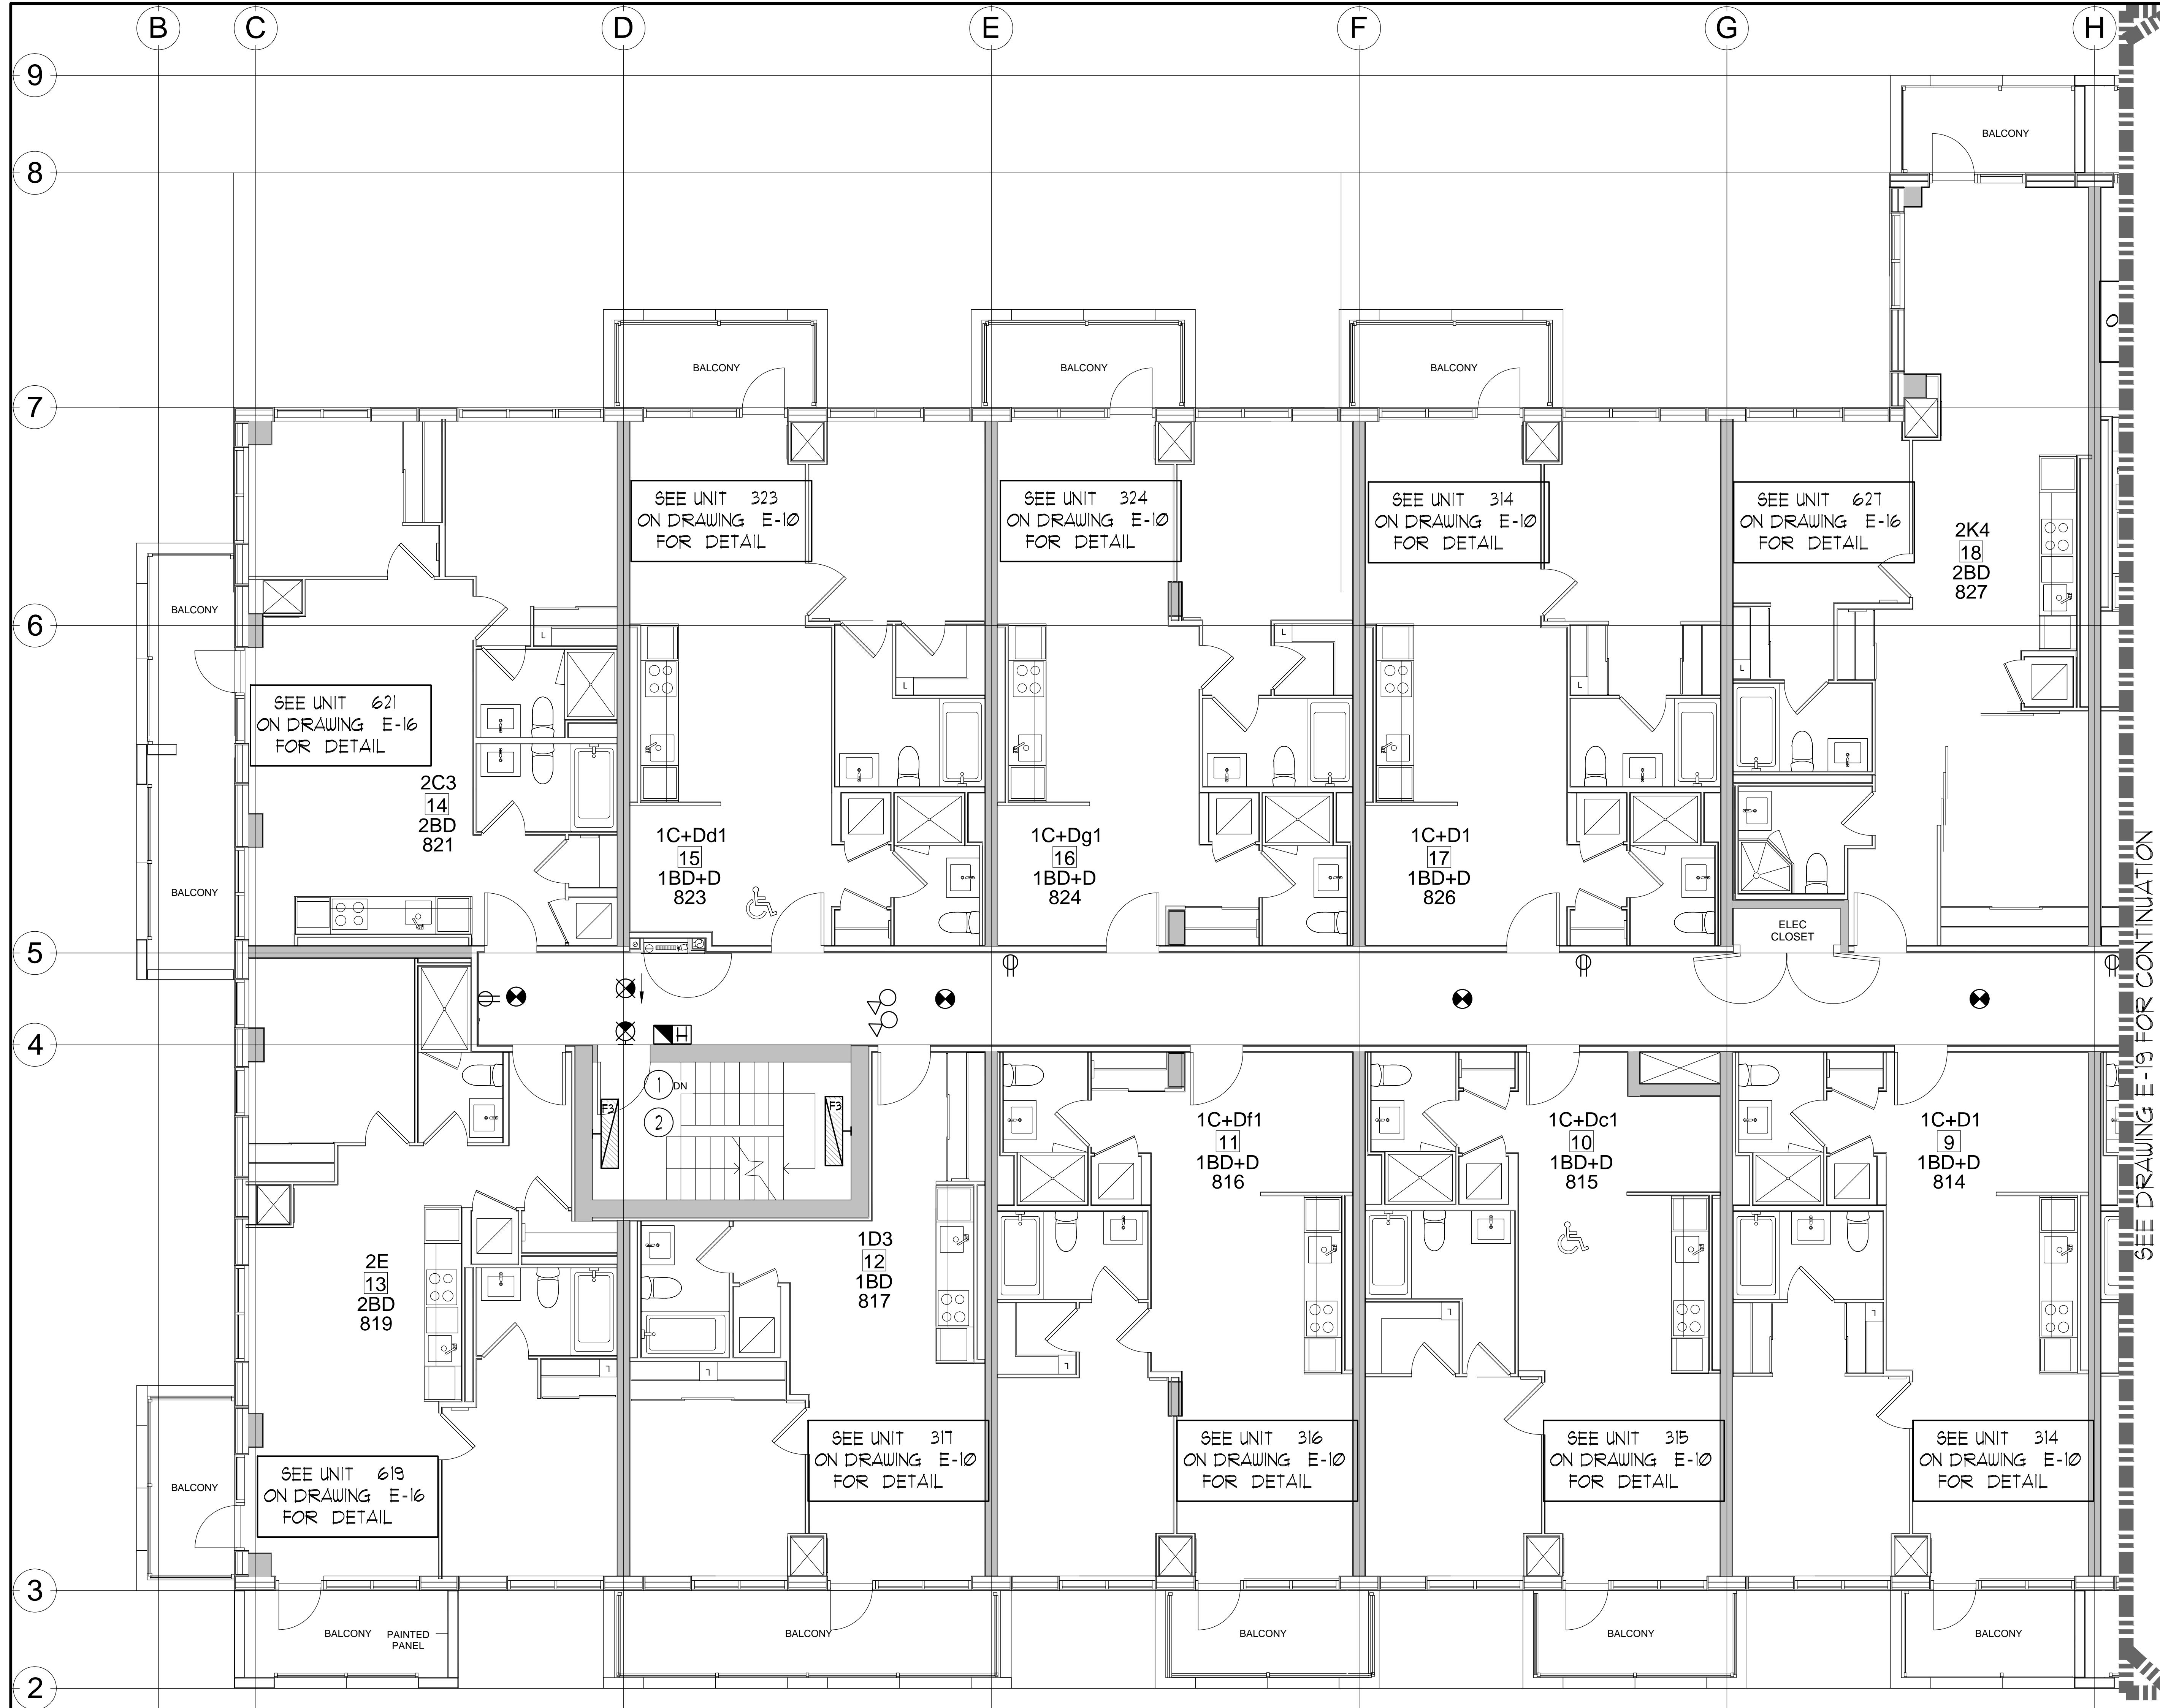 B
C
D
E
F
G
H
9
BALCONY
8
BALCONY
BALCONY
BALCONY
7
SEE UNIT 323
ON DRAWING E-10
FOR DETAIL
SEE UNIT 324
ON DRAWING E-10
FOR DETAIL
SEE UNIT 314
ON DRAWING E-10
FOR DETAIL
SEE UNIT 627
ON DRAWING E-16
FOR DETAIL
2K4
18
2BD
827
BALCONY
6
L
L
L
L
L
SEE UNIT 621
ON DRAWING E-16
FOR DETAIL
2C3
14
2BD
821
1C+Dd1
15
1BD+D
823
1C+Dg1
16
1BD+D
824
1C+D1
17
1BD+D
826
BALCONY
ELEC
CLOSET
5
SEE DRAWING E-19 FOR CONTINUATION
H
4
1
DN
2
F3
F3
1C+Df1
11
1BD+D
816
1C+Dc1
10
1BD+D
815
1C+D1
9
1BD+D
814
2E
13
2BD
819
1D3
12
1BD
817
L
L
L
L
L
SEE UNIT 317
ON DRAWING E-10
FOR DETAIL
SEE UNIT 316
ON DRAWING E-10
FOR DETAIL
SEE UNIT 315
ON DRAWING E-10
FOR DETAIL
SEE UNIT 314
ON DRAWING E-10
FOR DETAIL
BALCONY
SEE UNIT 619
ON DRAWING E-16
FOR DETAIL
3
BALCONY
PAINTED
PANEL
BALCONY
BALCONY
BALCONY
BALCONY
2